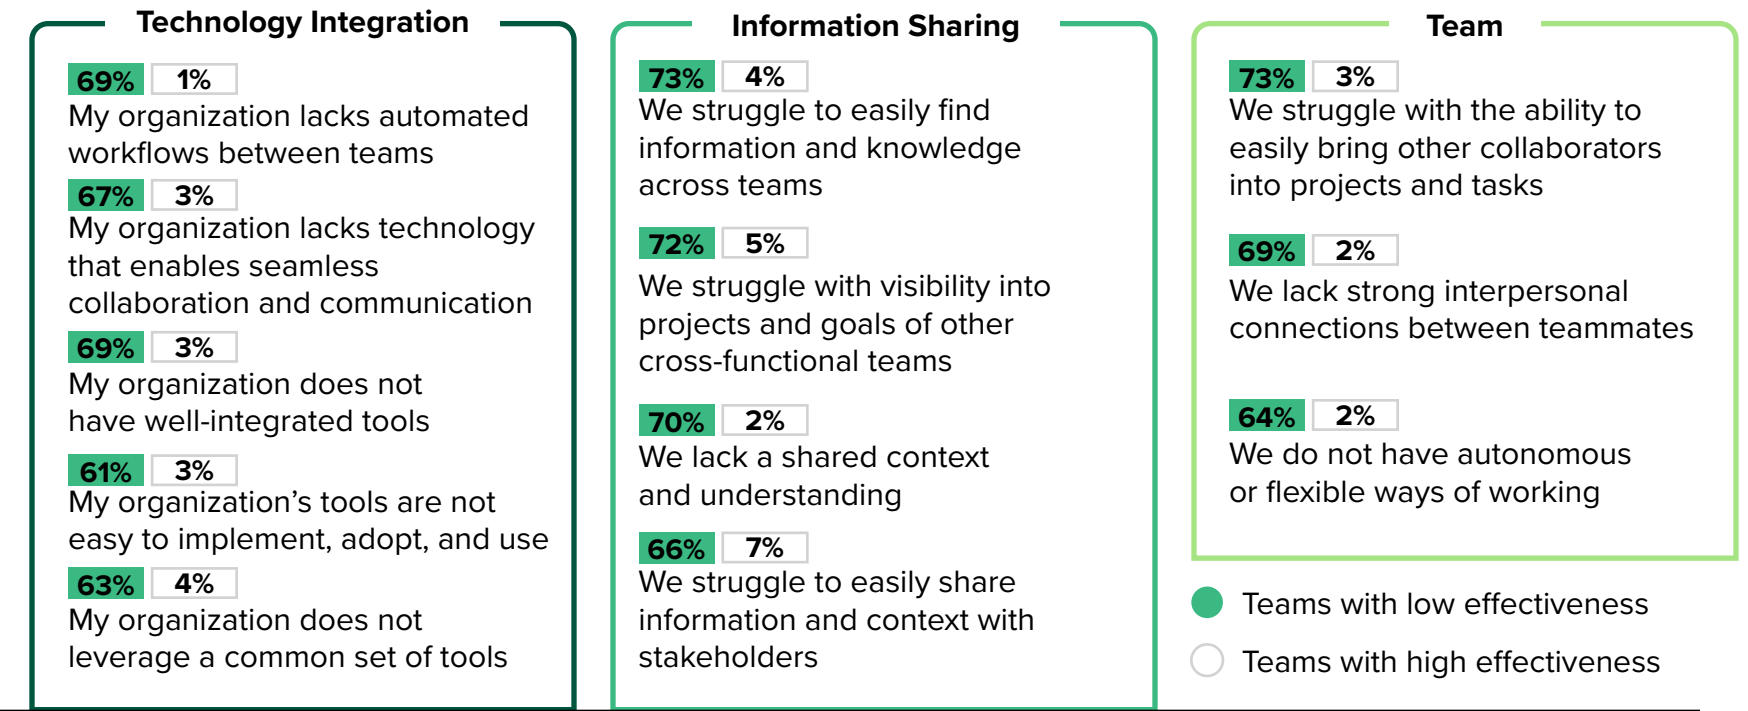 Technology Integration
69% 1%
My organization lacks automated
workflows between teams
67% 3%
My organization lacks technology
that enables seamless
collaboration and communication
69% 3%
My organization does not
have well-integrated tools
61% 3%
My organization’s tools are not
easy to implement, adopt, and use
63% 4%
My organization does not
leverage a common set of tools
Information Sharing
73% 4%
We struggle to easily find
information and knowledge
across teams
72% 5%
We struggle with visibility into
projects and goals of other
cross-functional teams
70% 2%
We lack a shared context
and understanding
66% 7%
We struggle to easily share
information and context with
stakeholders
Team
73% 3%
We struggle with the ability to
easily bring other collaborators
into projects and tasks
69% 2%
We lack strong interpersonal
connections between teammates
64% 2%
We do not have autonomous
or flexible ways of working
Teams with low effectiveness
Teams with high effectiveness